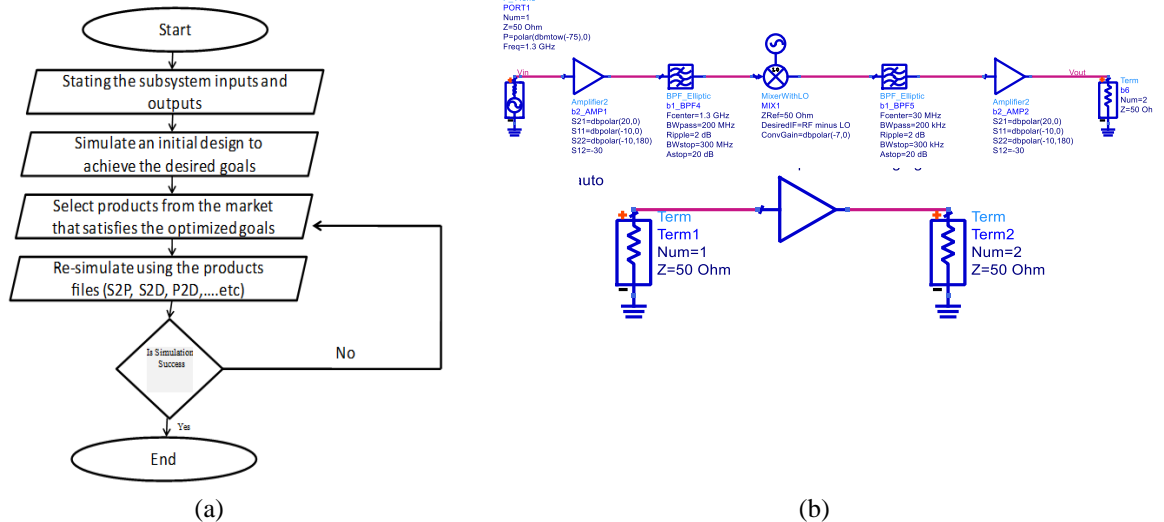 Start
Stating the subsystem inputs and
outputs
Simulate an initial design to
achieve the desired goals
Select products from the market
that satisfies the optimized goals
Re-simulate using the products
files (S2P, S2D, P2D,....etc)
Is Simulation
Success
No
Yes
End
(a)
PORT1
Num=1
Z=50 Ohm
P=polar(dbmtow(-75),0)
Freq=1.3 GHz
Vin
Amplifier2
b2_AMP1
S21=dbpolar(20,0)
S11=dbpolar(-10,0)
S22=dbpolar(-10,180)
S12=-30
BPF_Elliptic
b1_BPF4
Fcenter=1.3 GHz
BWpass=200 MHz
Ripple=2 dB
BWstop=300 MHz
Astop=20 dB
LO
MixerWithLO
MIX1
ZRef=50 Ohm
DesiredIF=RF minus LO
ConvGain=dbpolar(-7,0)
BPF_Elliptic
b1_BPF5
Fcenter=30 MHz
BWpass=200 kHz
Ripple=2 dB
BWstop=300 kHz
Astop=20 dB
Amplifier2
b2_AMP2
S21=dbpolar(20,0)
S11=dbpolar(-10,0)
S22=dbpolar(-10,180)
S12=-30
Vout
Term
b6
Num=2
Z=50 Oh
auto
Term
Term1
Num=1
Z=50 Ohm
Term
Term2
Num=2
Z=50 Ohm
(b)